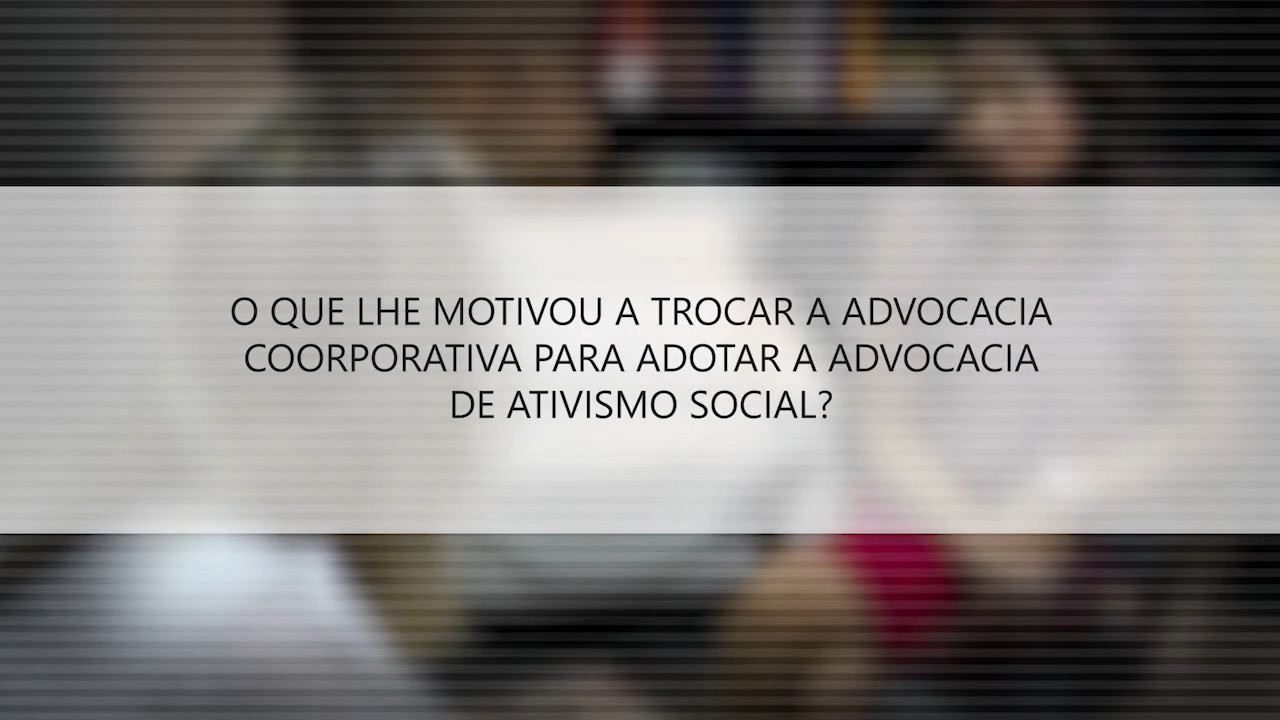 O QUE LHE MOTIVOU A TROCAR A ADVOCACIA
COORPORATIVA PARA ADOTAR A ADVOCACIA
DE ATIVISMO SOCIAL?